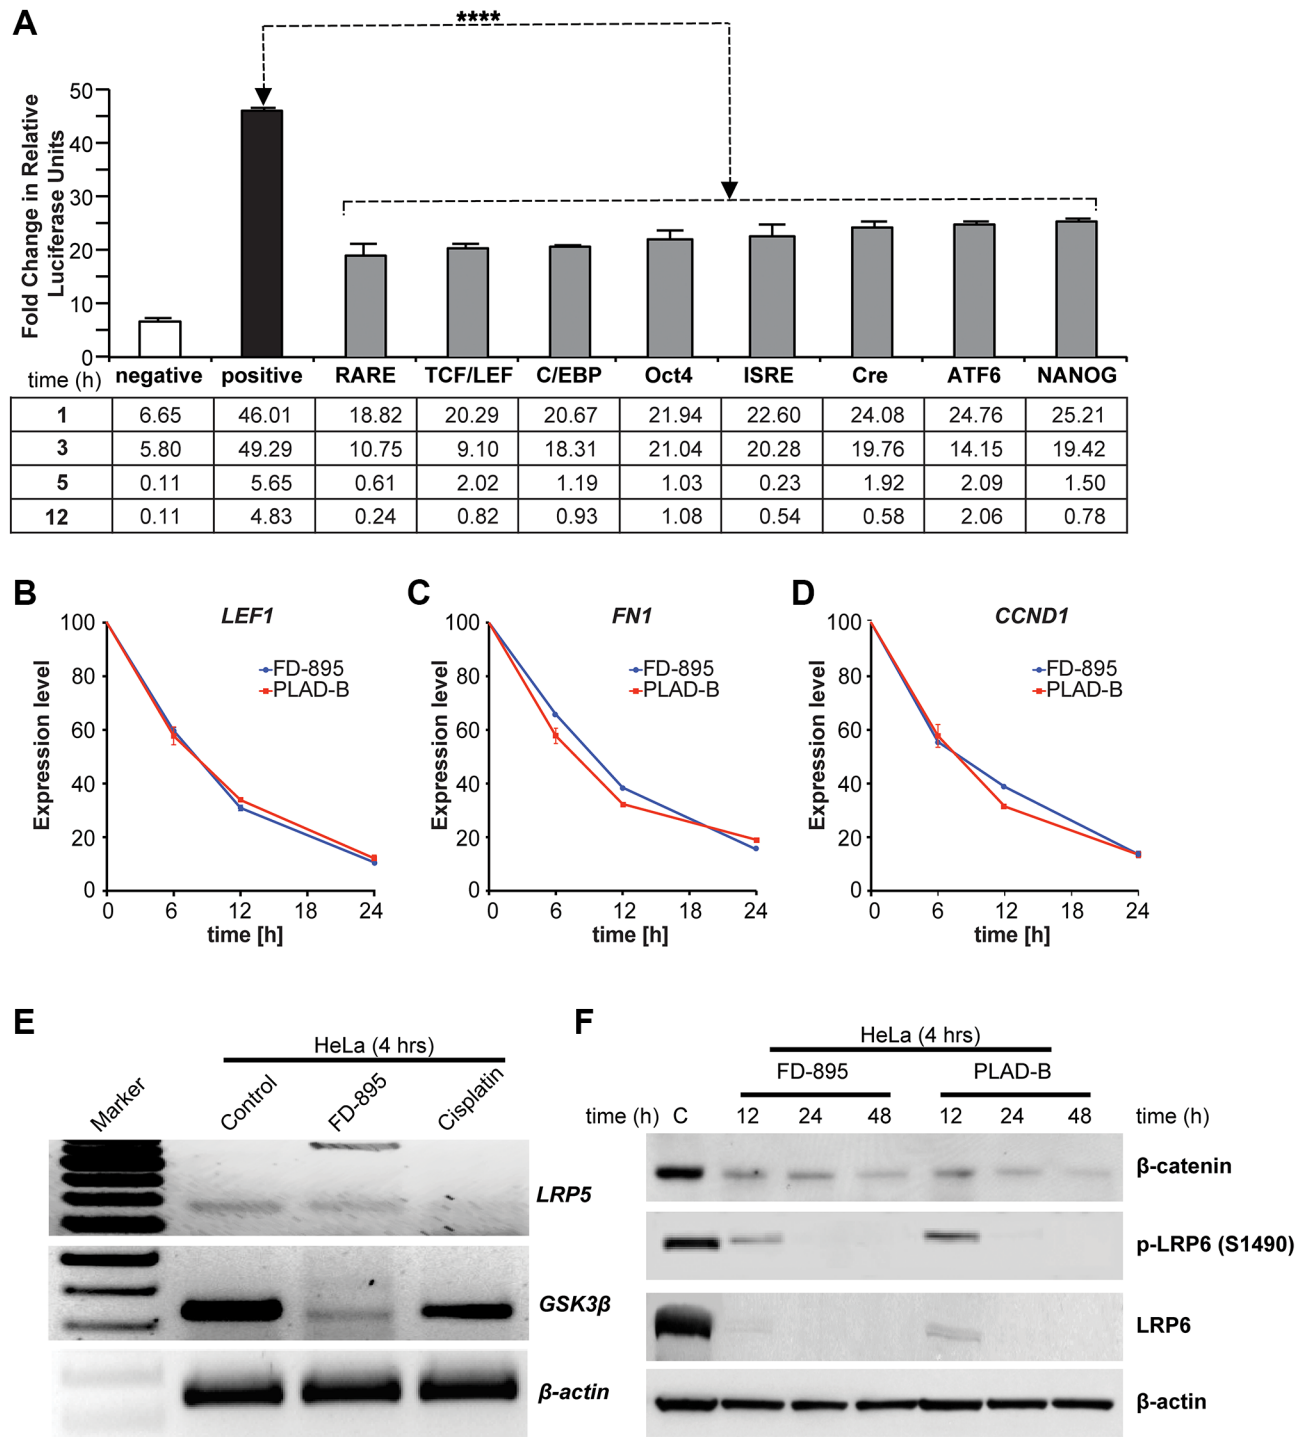 A
****
Fold Change in Relative
Luciferase Units
50
40
30
20
10
0
time (h) negative positive RARE TCF/LEF C/EBP Oct4 ISRE Cre ATF6 NANOG
1 6.65 46.01 18.82 20.29 20.67 21.94 22.60 24.08 24.76 25.21
3 5.80 49.29 10.75 9.10 18.31 21.04 20.28 19.76 14.15 19.42
5 0.11 5.65 0.61 2.02 1.19 1.03 0.23 1.92 2.09 1.50
12 0.11 4.83 0.24 0.82 0.93 1.08 0.54 0.58 2.06 0.78
B
LEF1
Expression level
100
80
60
40
20
0
FD-895
PLAD-B
0 6 12 18 24
time [h]
C
FN1
Expression level
100
80
60
40
20
0
FD-895
PLAD-B
0 6 12 18 24
time [h]
D
CCND1
Expression level
100
80
60
40
20
0
FD-895
PLAD-B
0 6 12 18 24
time [h]
E
HeLa (4 hrs)
Marker Control FD-895 Cisplatin
LRP5
GSK3β
β-actin
F
HeLa (4 hrs)
FD-895 PLAD-B
time (h) C 12 24 48 12 24 48 time (h)
β-catenin
p-LRP6 (S1490)
LRP6
β-actin